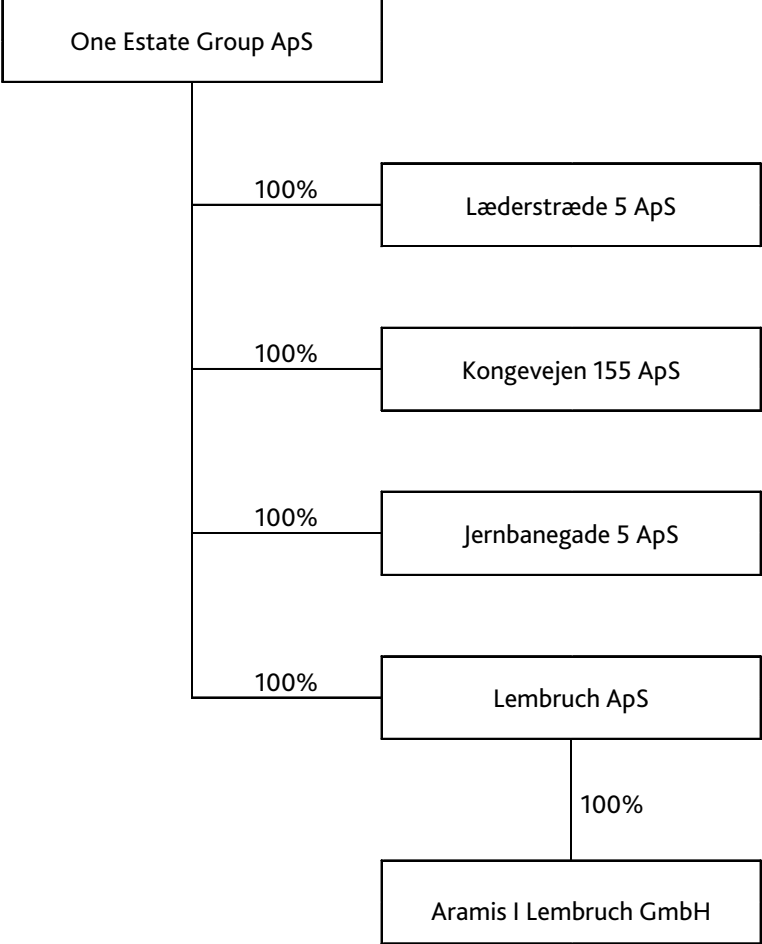 One Estate Group ApS
100%
Læderstræde 5 ApS
100%
Kongevejen 155 ApS
100%
Jernbanegade 5 ApS
100%
Lembruch ApS
100%
Aramis I Lembruch GmbH